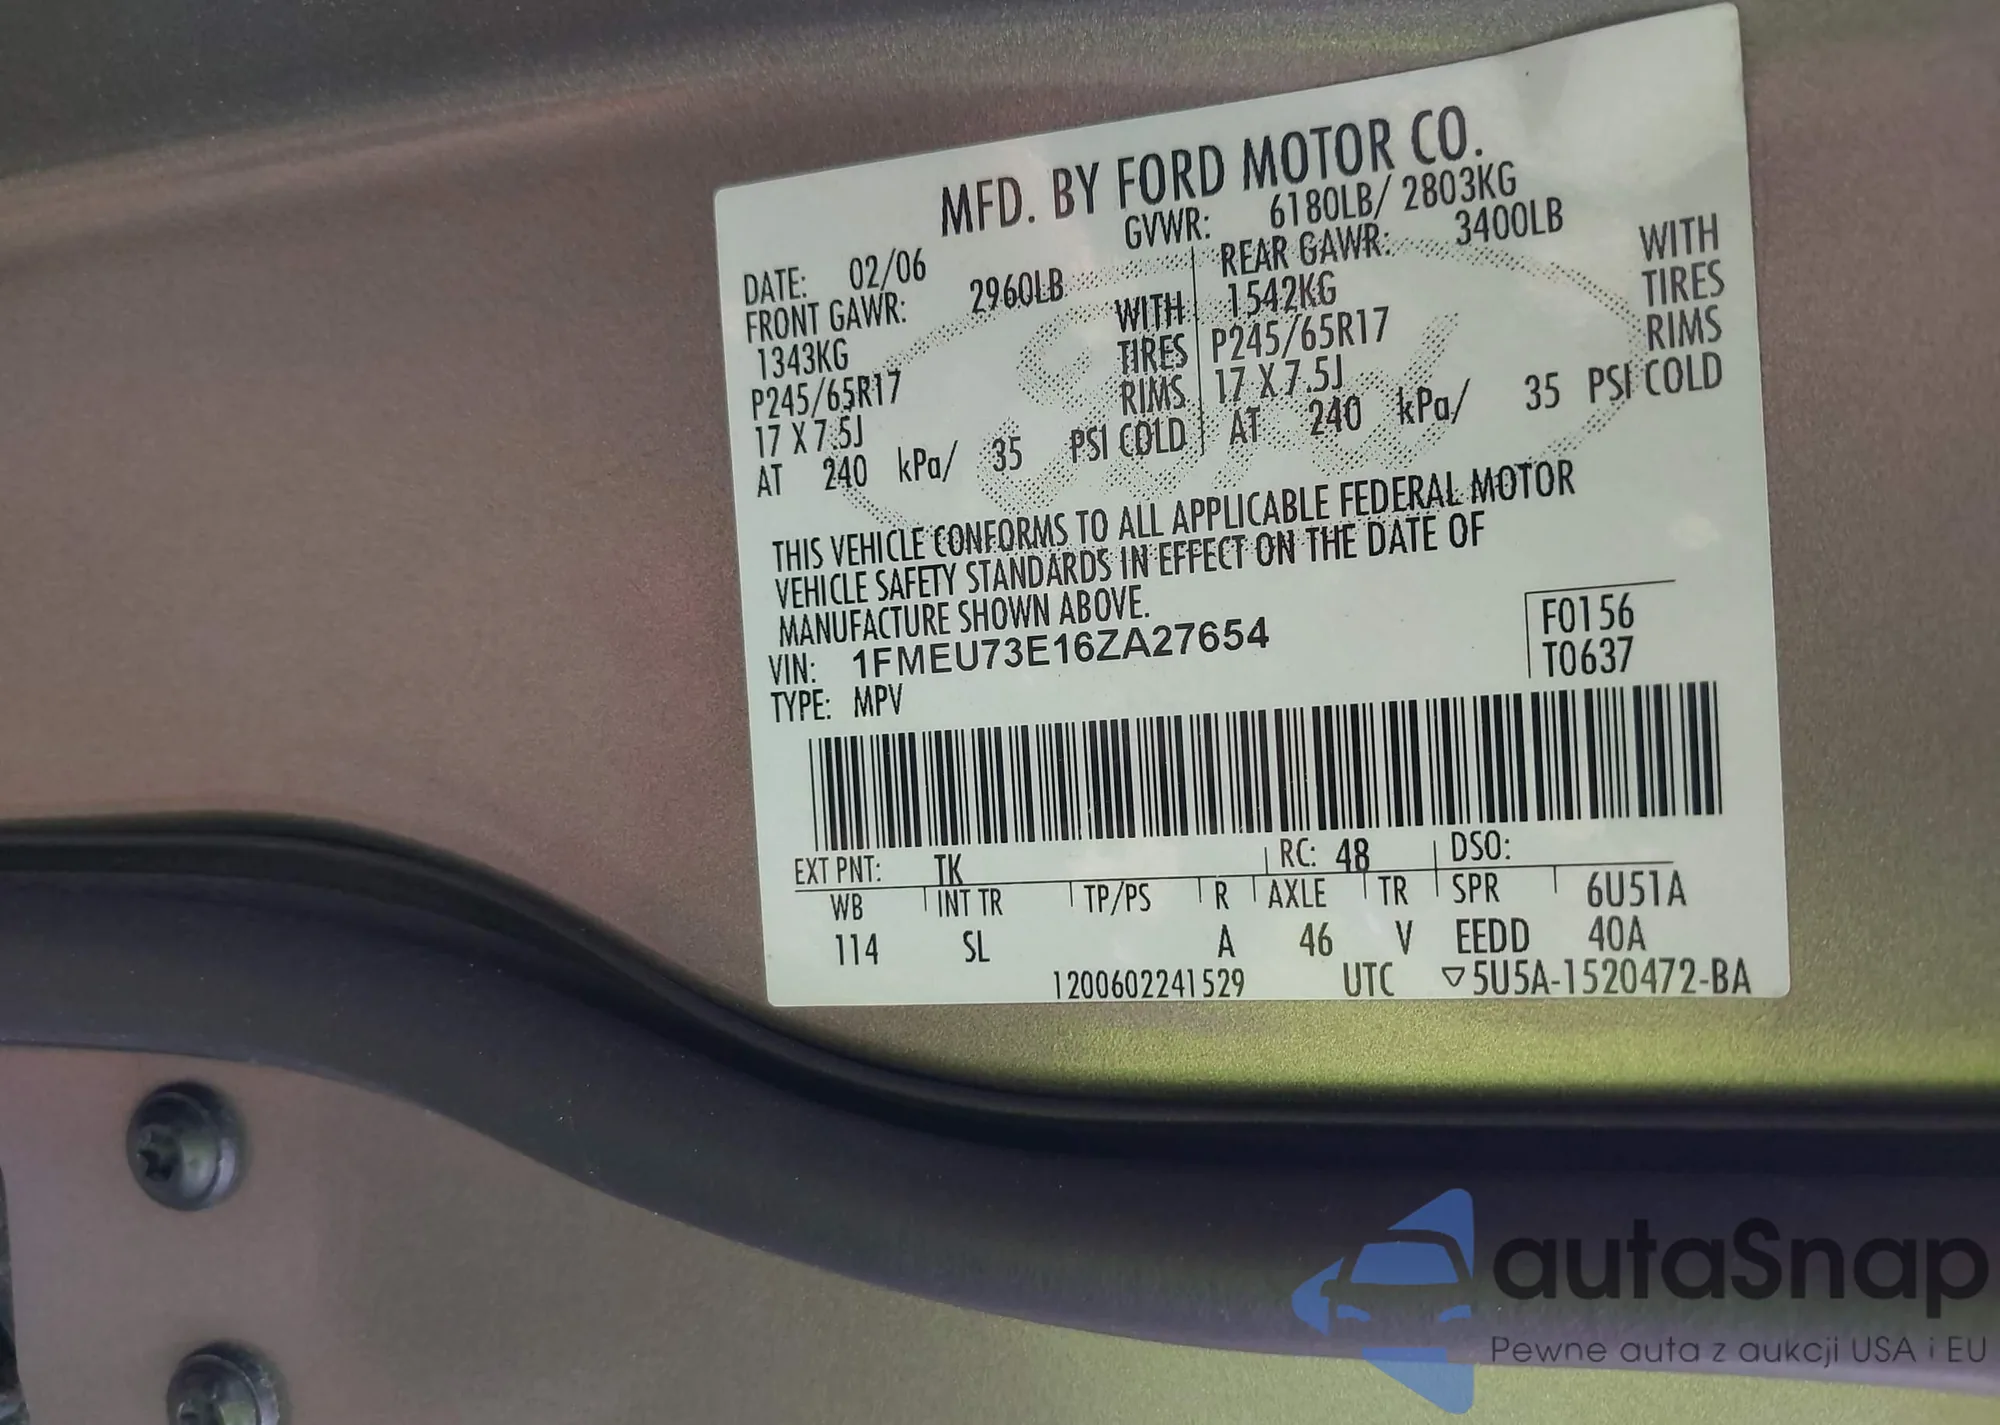 MFD. BY FORD MOTOR CO.
DATE: 02/06 GVWR: 6180LB/ 2803KG
FRONT GAWR: 2960LB
1343KG WITH
P245/65R17 TIRES
17 X 7.5J RIMS
AT 240 kPa/ 35 PSI COLD
REAR GAWR: 3400LB
1542KG WITH
P245/65R17 TIRES
17 X 7.5J RIMS
AT 240 kPa/ 35 PSI COLD
THIS VEHICLE CONFORMS TO ALL APPLICABLE FEDERAL MOTOR
VEHICLE SAFETY STANDARDS IN EFFECT ON THE DATE OF
MANUFACTURE SHOWN ABOVE.
VIN: 1FMEU73E16ZA27654
TYPE: MPV
F0156
T0637
EXT PNT: TK RC: 48 DSO:
WB INT TR TP/PS R AXLE TR SPR 6U51A
114 SL A 46 V EEDD 40A
1200602241529 UTC ▽5U5A-1520472-BA
autaSnap
Pewne auta z aukcji USA i EU